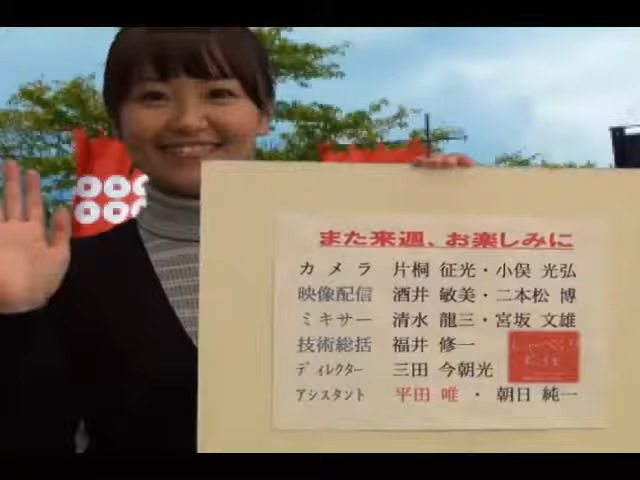 また来週、お楽しみに
カメラ 片桐 征光・小俣 光弘
映像配信 酒井 敏美・二本松 博
ミキサー 清水 龍三・宮坂 文雄
技術総括 福井 修一
ディレクター 三田 今朝光
アシスタント 平田 唯 ・ 朝日 純一